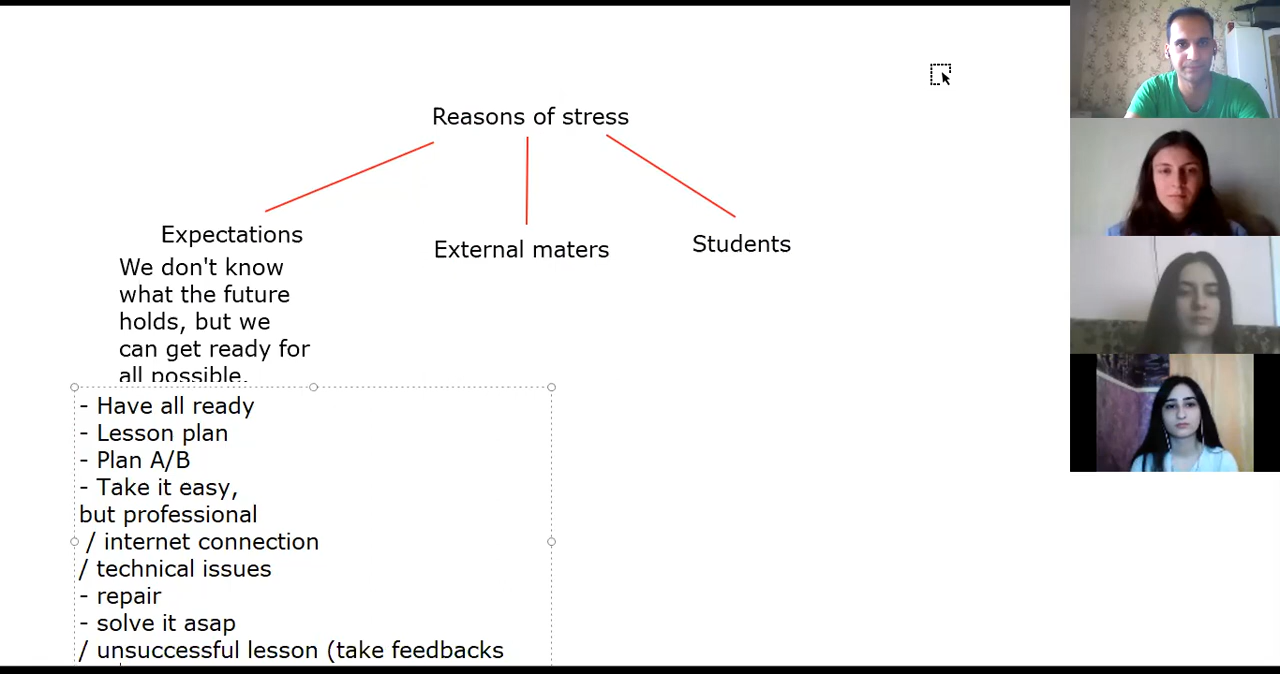 Reasons of stress
Expectations
External maters
Students
We don't know
what the future
holds, but we
can get ready for
all possible.
- Have all ready
- Lesson plan
- Plan A/B
- Take it easy,
but professional
/ internet connection
/ technical issues
- repair
- solve it asap
/ unsuccessful lesson (take feedbacks